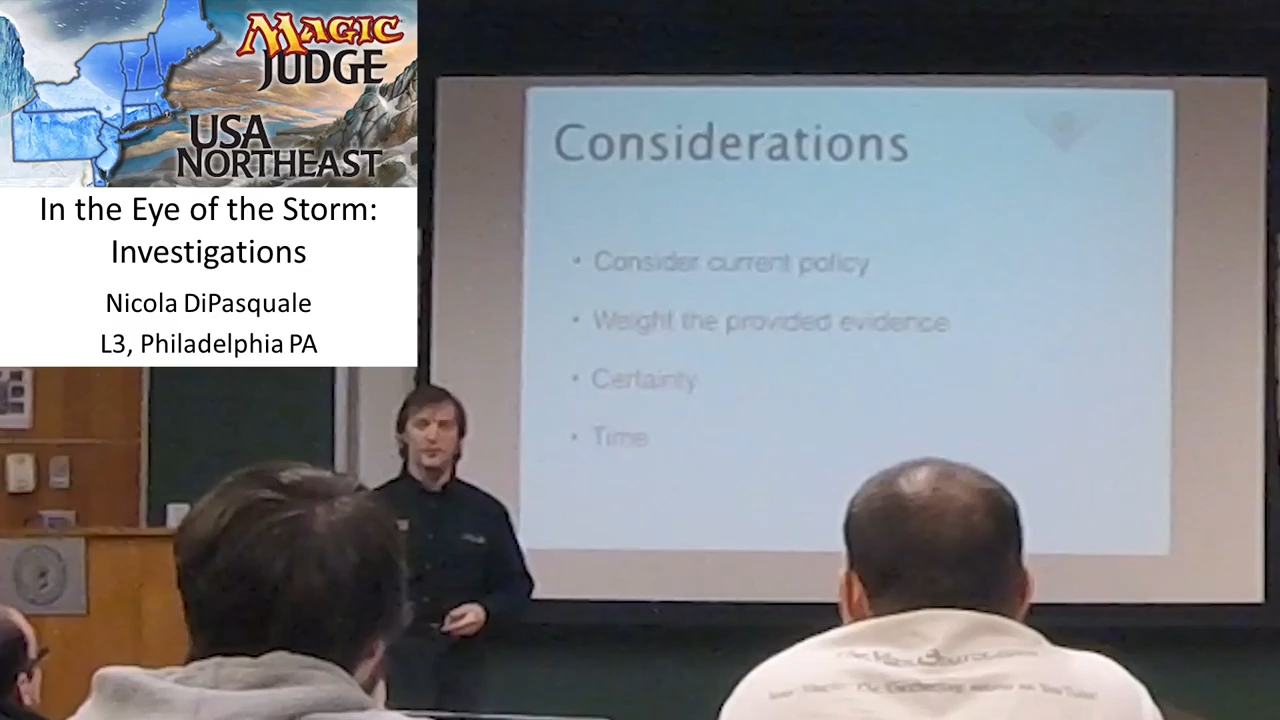 MAGIC
JUDGE
USA
NORTHEAST
In the Eye of the Storm:
Investigations
Nicola DiPasquale
L3, Philadelphia PA
Considerations
• Consider current policy
• Weight the provided evidence
• Certainty
• Time